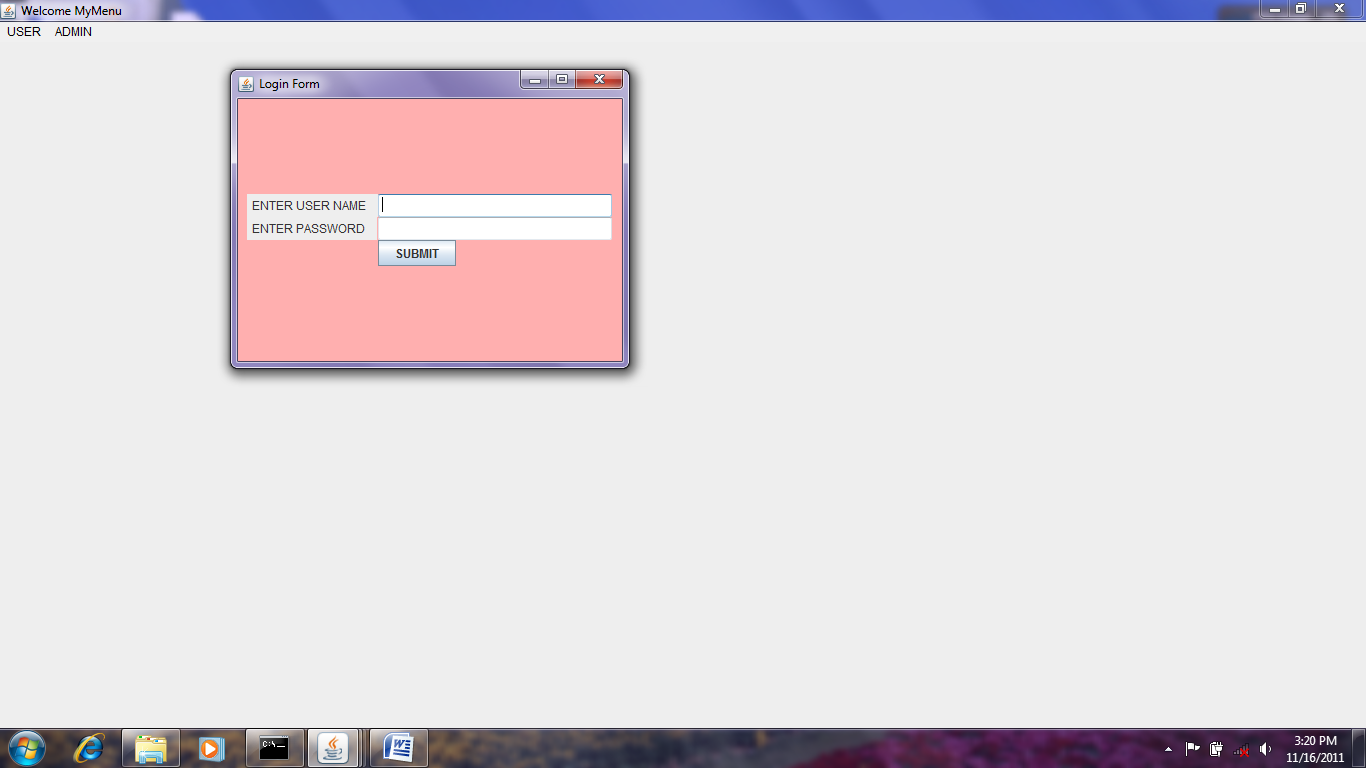 Welcome MyMenu
USER ADMIN
Login Form
ENTER USER NAME
ENTER PASSWORD
SUBMIT
C:\_
3:20 PM
11/16/2011